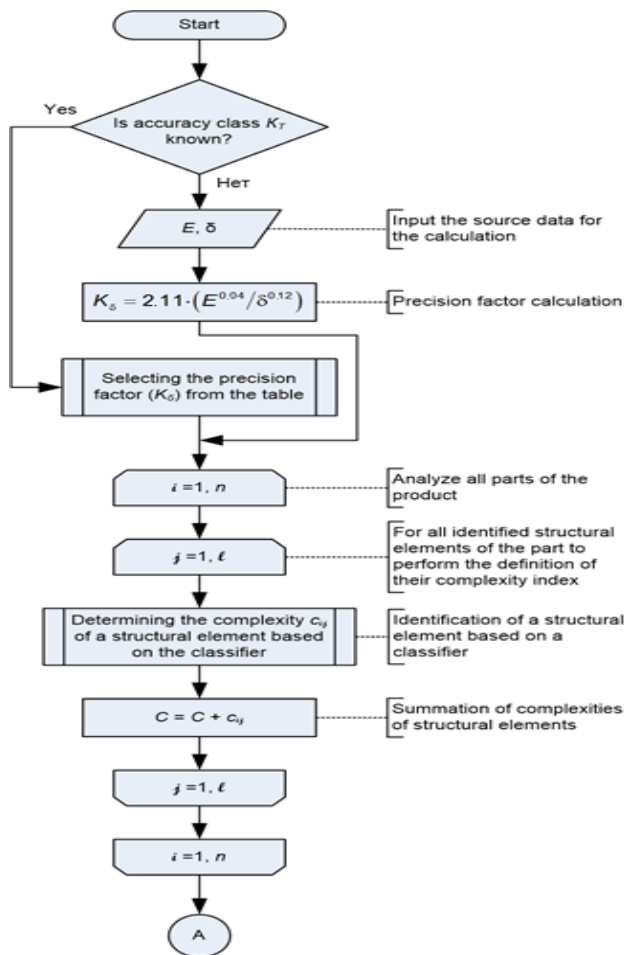 Start
Is accuracy class K_T
known?
Yes
Нет
E, δ
Input the source data for
the calculation
K_δ = 2.11·(E^0.04/δ^0.12)
Precision factor calculation
Selecting the precision
factor (K_δ) from the table
i =1, n
Analyze all parts of the
product
j =1, ℓ
For all identified structural
elements of the part to
perform the definition of
their complexity index
Determining the complexity c_ij
of a structural element based
on the classifier
Identification of a structural
element based on a
classifier
C = C + c_ij
Summation of complexities
of structural elements
j =1, ℓ
i =1, n
A